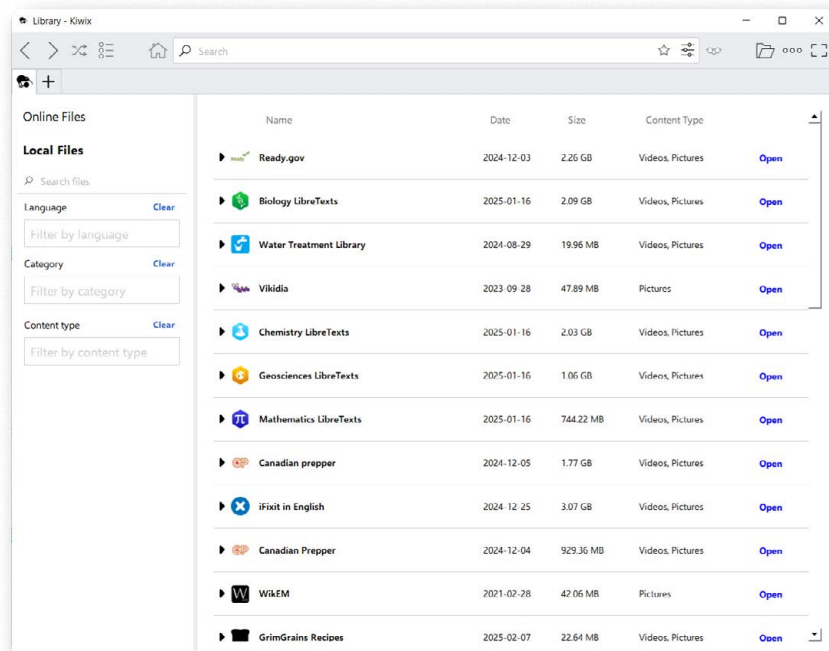 Library - Kiwix
Search
Online Files
Local Files
Search files
Language Clear
Filter by language
Category Clear
Filter by category
Content type Clear
Filter by content type
Name Date Size Content Type
Ready Ready.gov 2024-12-03 2.26 GB Videos, Pictures Open
Biology LibreTexts 2025-01-16 2.09 GB Videos, Pictures Open
Water Treatment Library 2024-08-29 19.96 MB Videos, Pictures Open
Vikidia 2023-09-28 47.89 MB Pictures Open
Chemistry LibreTexts 2025-01-16 2.03 GB Videos, Pictures Open
Geosciences LibreTexts 2025-01-16 1.06 GB Videos, Pictures Open
π Mathematics LibreTexts 2025-01-16 744.22 MB Videos, Pictures Open
Canadian prepper 2024-12-05 1.77 GB Videos, Pictures Open
iFixit in English 2024-12-25 3.07 GB Videos, Pictures Open
Canadian Prepper 2024-12-04 929.36 MB Videos, Pictures Open
W WikEM 2021-02-28 42.06 MB Pictures Open
GrimGrains Recipes 2025-02-07 22.64 MB Videos, Pictures Open